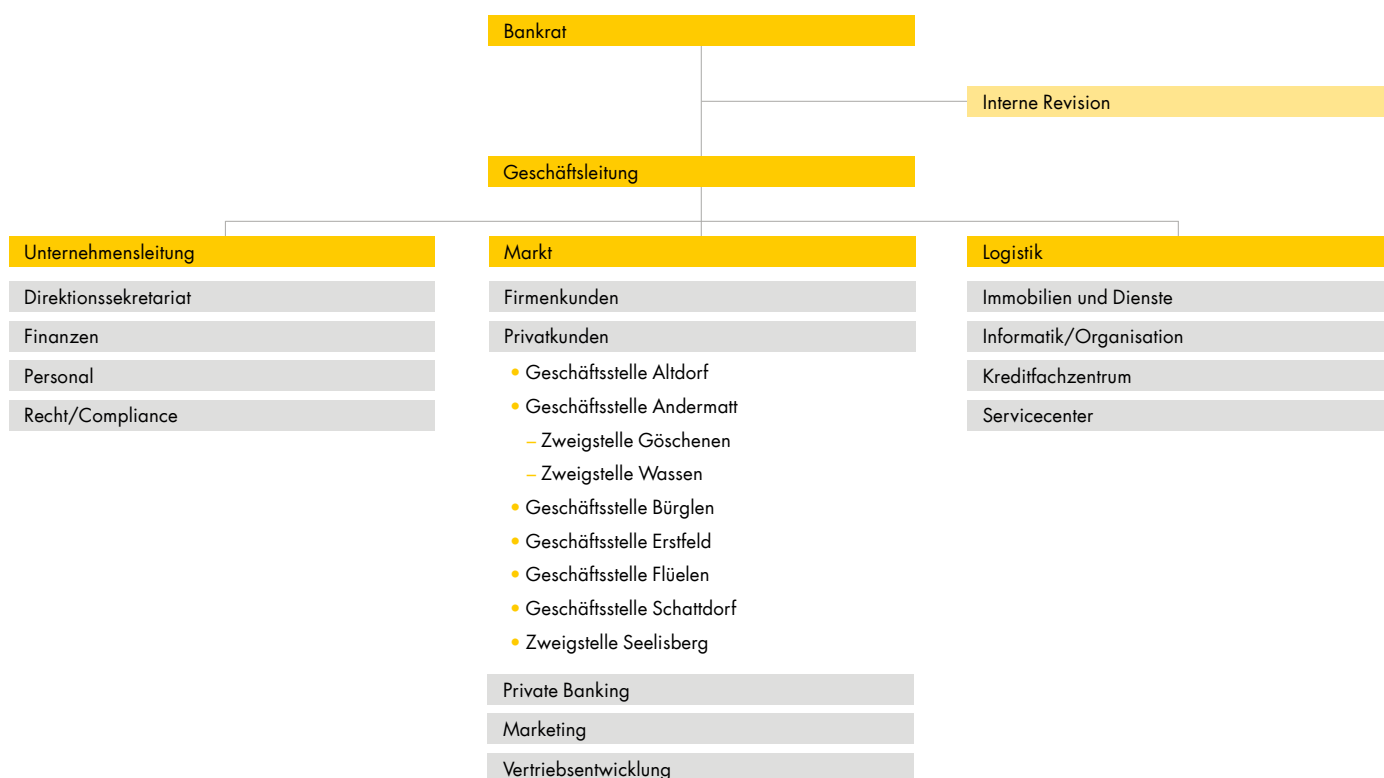 Bankrat
Interne Revision
Geschäftsleitung
Unternehmensleitung
Direktionssekretariat
Finanzen
Personal
Recht/Compliance
Markt
Firmenkunden
Privatkunden
• Geschäftsstelle Altdorf
• Geschäftsstelle Andermatt
– Zweigstelle Göschenen
– Zweigstelle Wassen
• Geschäftsstelle Bürglen
• Geschäftsstelle Erstfeld
• Geschäftsstelle Flüelen
• Geschäftsstelle Schattdorf
• Zweigstelle Seelisberg
Private Banking
Marketing
Vertriebsentwicklung
Logistik
Immobilien und Dienste
Informatik/Organisation
Kreditfachzentrum
Servicecenter